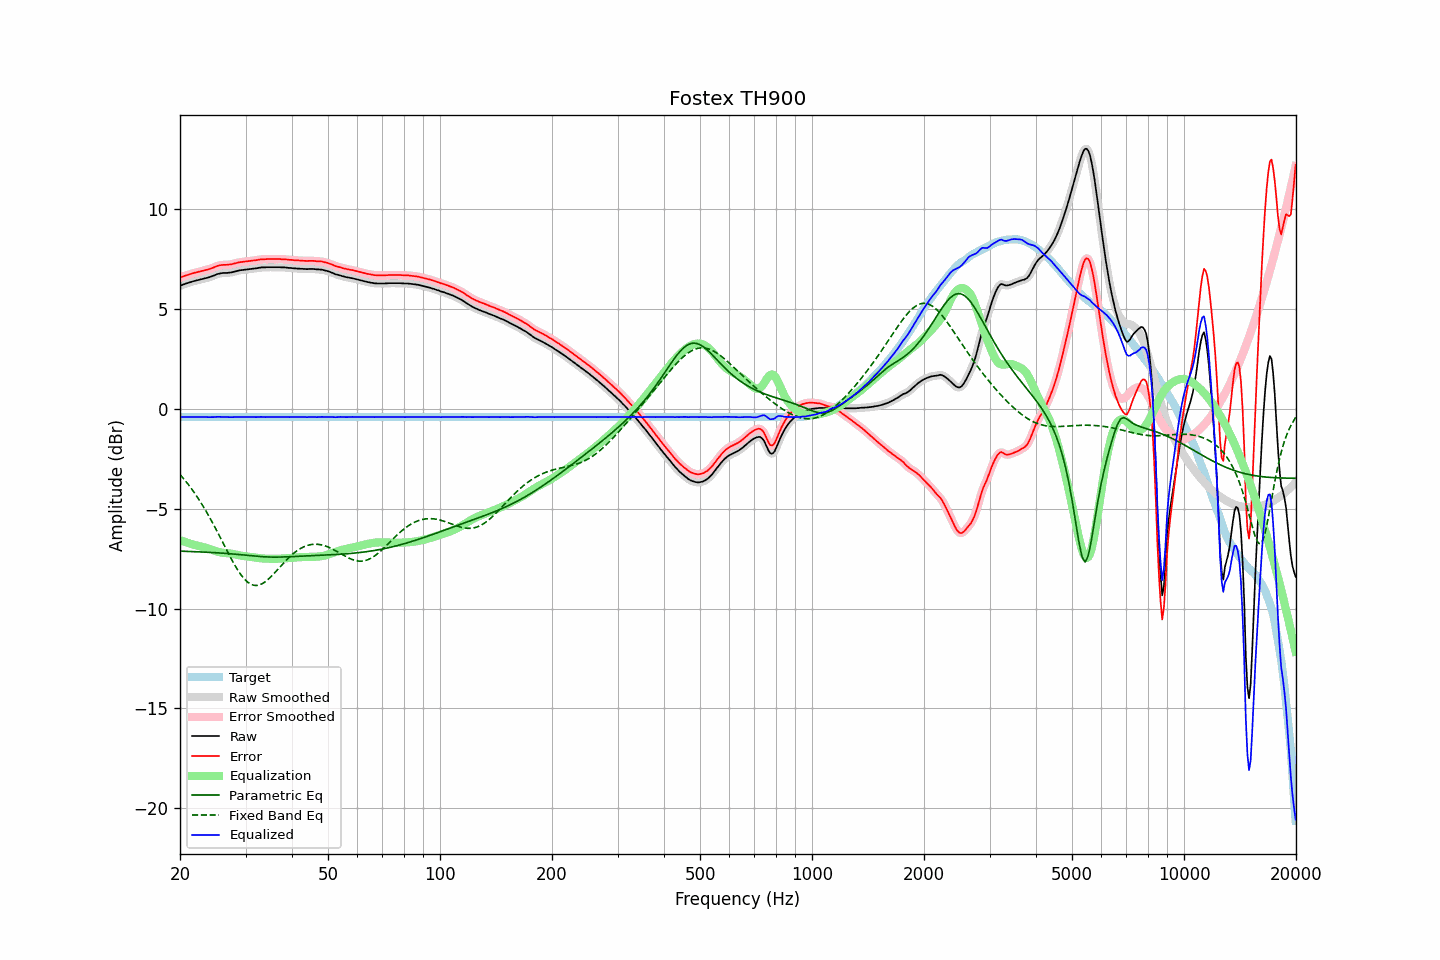 Fostex TH900
Amplitude (dBr)
10
5
0
−5
−10
−15
−20
Target
Raw Smoothed
Error Smoothed
Raw
Error
Equalization
Parametric Eq
Fixed Band Eq
Equalized
20 50 100 200 500 1000 2000 5000 10000 20000
Frequency (Hz)